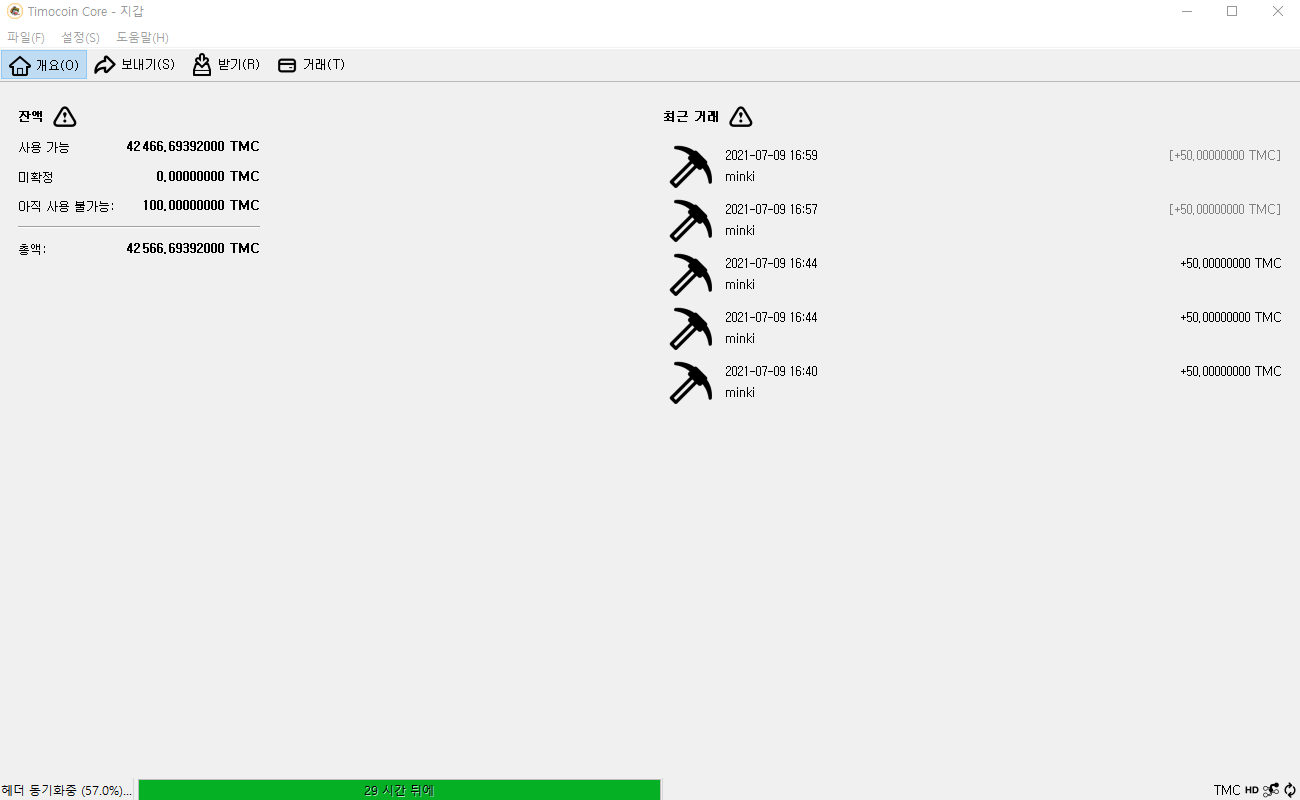 Timocoin Core - 지갑
파일(F) 설정(S) 도움말(H)
개요(O) 보내기(S) 받기(R) 거래(T)
잔액
사용 가능 42 466.69392000 TMC
미확정 0.00000000 TMC
아직 사용 불가능: 100.00000000 TMC
총액: 42 566.69392000 TMC
최근 거래
2021-07-09 16:59 [+50.00000000 TMC]
minki
2021-07-09 16:57 [+50.00000000 TMC]
minki
2021-07-09 16:44 +50.00000000 TMC
minki
2021-07-09 16:44 +50.00000000 TMC
minki
2021-07-09 16:40 +50.00000000 TMC
minki
헤더 동기화중 (57.0%)... 29 시간 뒤에 TMC HD